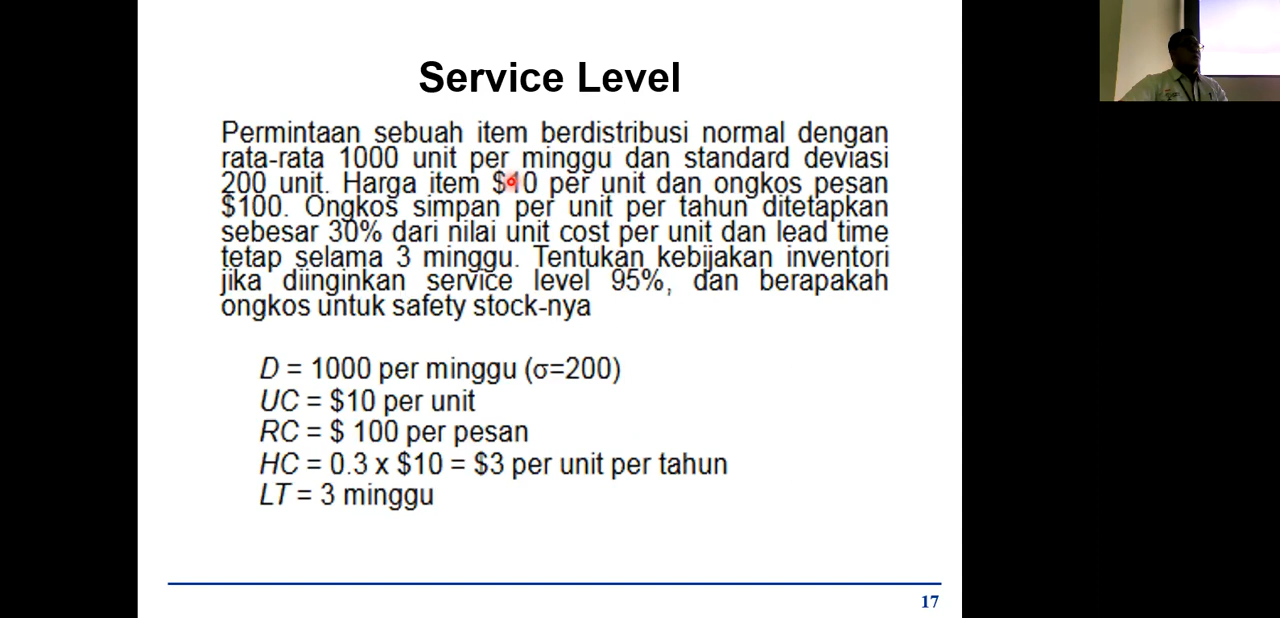 Service Level
Permintaan sebuah item berdistribusi normal dengan
rata-rata 1000 unit per minggu dan standard deviasi
200 unit. Harga item $10 per unit dan ongkos pesan
$100. Ongkos simpan per unit per tahun ditetapkan
sebesar 30% dari nilai unit cost per unit dan lead time
tetap selama 3 minggu. Tentukan kebijakan inventori
jika diinginkan service level 95%, dan berapakah
ongkos untuk safety stock-nya
D = 1000 per minggu (σ=200)
UC = $10 per unit
RC = $ 100 per pesan
HC = 0.3 x $10 = $3 per unit per tahun
LT = 3 minggu
17